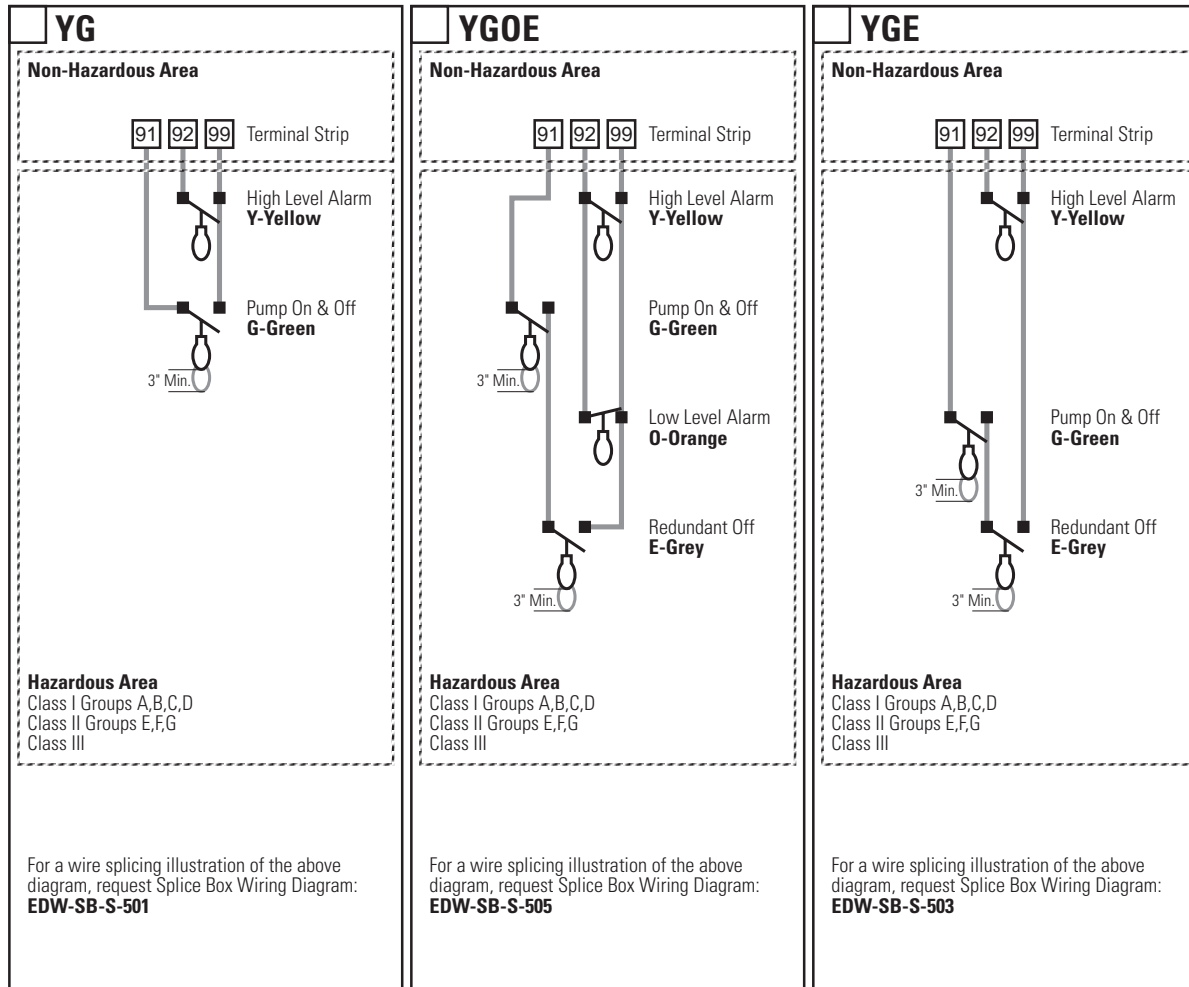 YG
Non-Hazardous Area
91 92 99 Terminal Strip
High Level Alarm
Y-Yellow
Pump On & Off
G-Green
3" Min.
Hazardous Area
Class I Groups A,B,C,D
Class II Groups E,F,G
Class III
For a wire splicing illustration of the above
diagram, request Splice Box Wiring Diagram:
EDW-SB-S-501
YGOE
Non-Hazardous Area
91 92 99 Terminal Strip
High Level Alarm
Y-Yellow
Pump On & Off
G-Green
3" Min.
Low Level Alarm
O-Orange
Redundant Off
E-Grey
3" Min.
Hazardous Area
Class I Groups A,B,C,D
Class II Groups E,F,G
Class III
For a wire splicing illustration of the above
diagram, request Splice Box Wiring Diagram:
EDW-SB-S-505
YGE
Non-Hazardous Area
91 92 99 Terminal Strip
High Level Alarm
Y-Yellow
Pump On & Off
G-Green
3" Min.
Redundant Off
E-Grey
3" Min.
Hazardous Area
Class I Groups A,B,C,D
Class II Groups E,F,G
Class III
For a wire splicing illustration of the above
diagram, request Splice Box Wiring Diagram:
EDW-SB-S-503